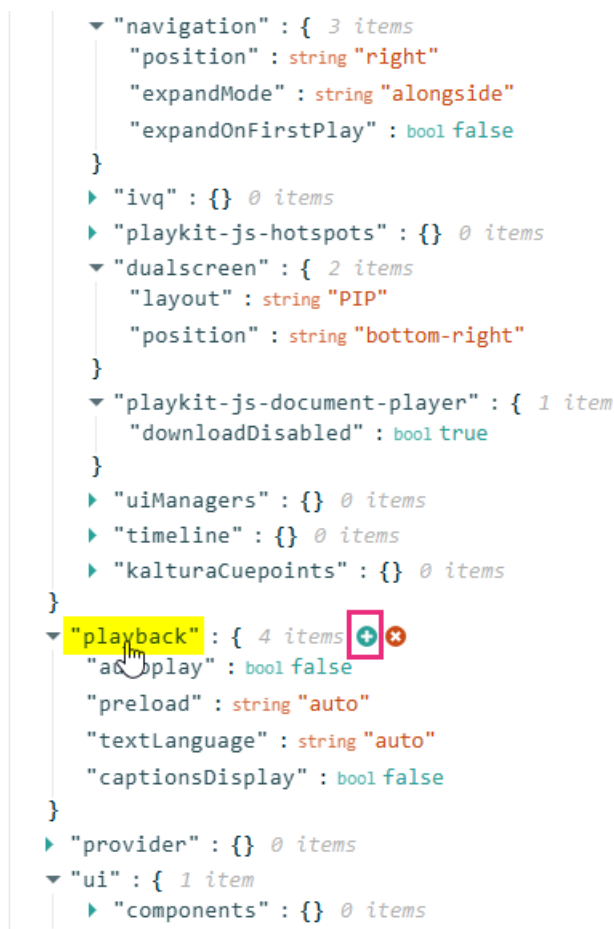 "navigation" : { 3 items
"position" : string "right"
"expandMode" : string "alongside"
"expandOnFirstPlay" : bool false
}
"ivq" : {} 0 items
"playkit-js-hotspots" : {} 0 items
"dualscreen" : { 2 items
"layout" : string "PIP"
"position" : string "bottom-right"
}
"playkit-js-document-player" : { 1 item
"downloadDisabled" : bool true
}
"uiManagers" : {} 0 items
"timeline" : {} 0 items
"kalturaCuepoints" : {} 0 items
}
"playback" : { 4 items
"autoplay" : bool false
"preload" : string "auto"
"textLanguage" : string "auto"
"captionsDisplay" : bool false
}
"provider" : {} 0 items
"ui" : { 1 item
"components" : {} 0 items